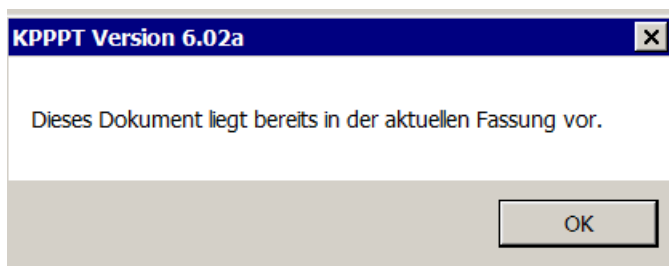 KPPPT Version 6.02a
Dieses Dokument liegt bereits in der aktuellen Fassung vor.
OK